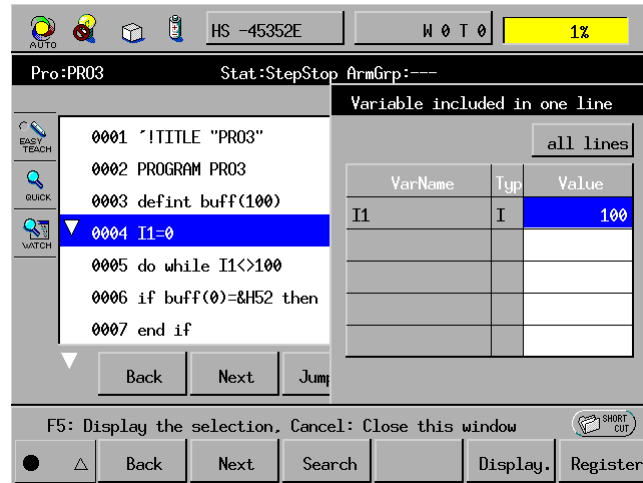 AUTO
HS -45352E
W 0 T 0
1%
Pro:PRO3 Stat:StepStop ArmGrp:---
EASY
TEACH
QUICK
WATCH
0001 ´!TITL "PRO3"
0002 PROGRAM PRO3
0003 defint buff(100)
0004 I1=0
0005 do while I1<>100
0006 if buff(0)=&H52 then
0007 end if
Back Next Jump
Variable included in one line
all lines
VarName Typ Value
I1 I 100
F5: Display the selection, Cancel: Close this window
SHORT
CUT
Back Next Search Display. Register